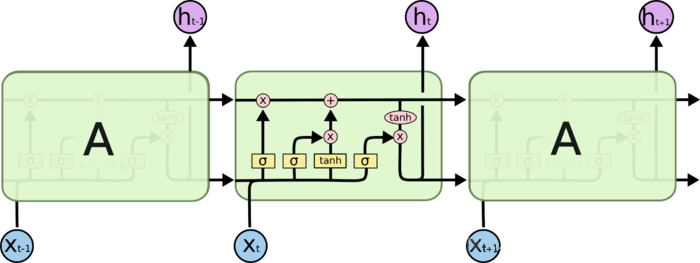 h t-1
h t
h t+1
x
+
tanh
x
x
A
σ
σ
tanh
σ
A
x t-1
x t
x t+1